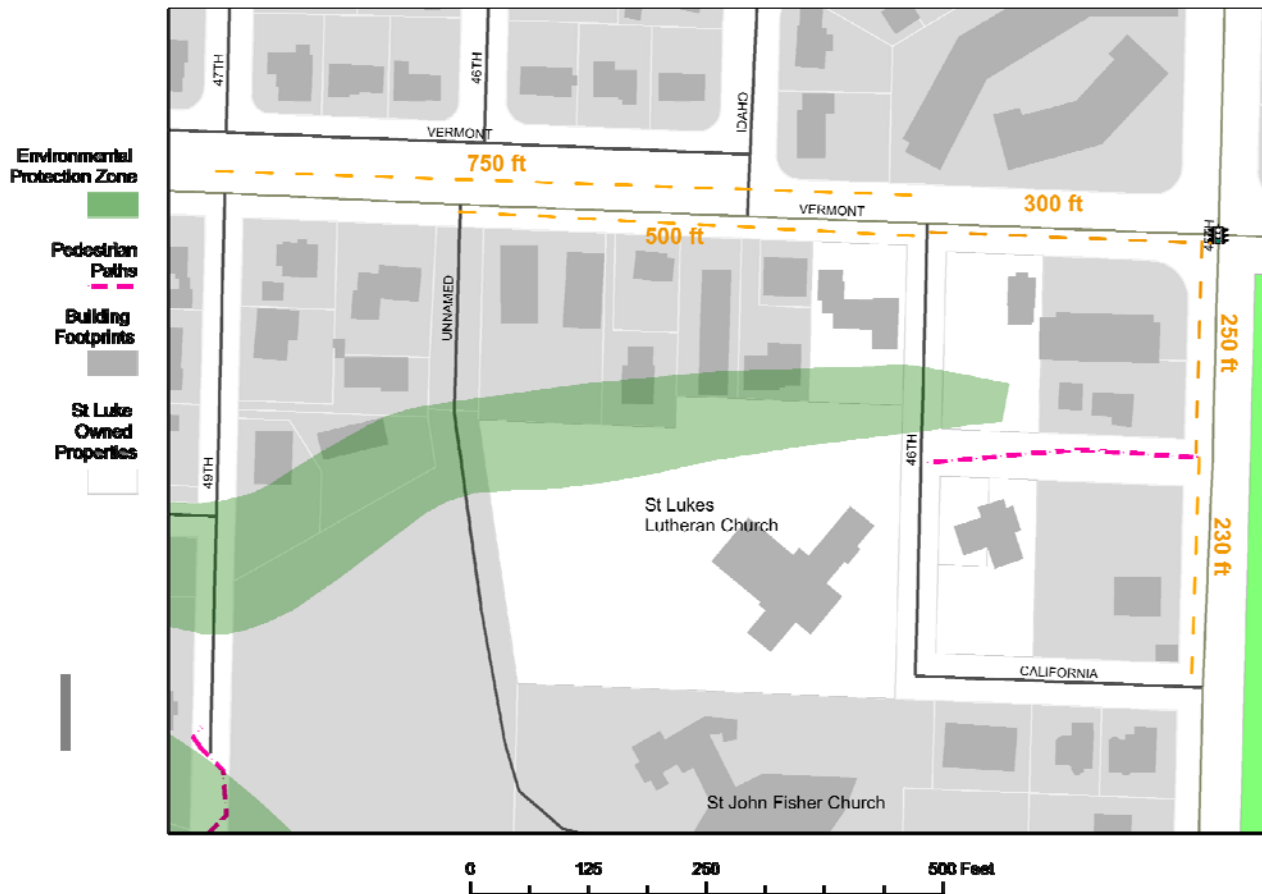 47TH
46TH
IDAHO
VERMONT
Environmental
Protection Zone
750 ft
VERMONT
300 ft
500 ft
45TH
Pedestrian
Paths
UNNAMED
Building
Footprints
250 ft
St Luke
Owned
Properties
49TH
46TH
St Lukes
Lutheran Church
230 ft
CALIFORNIA
St John Fisher Church
0 125 250 500 Feet